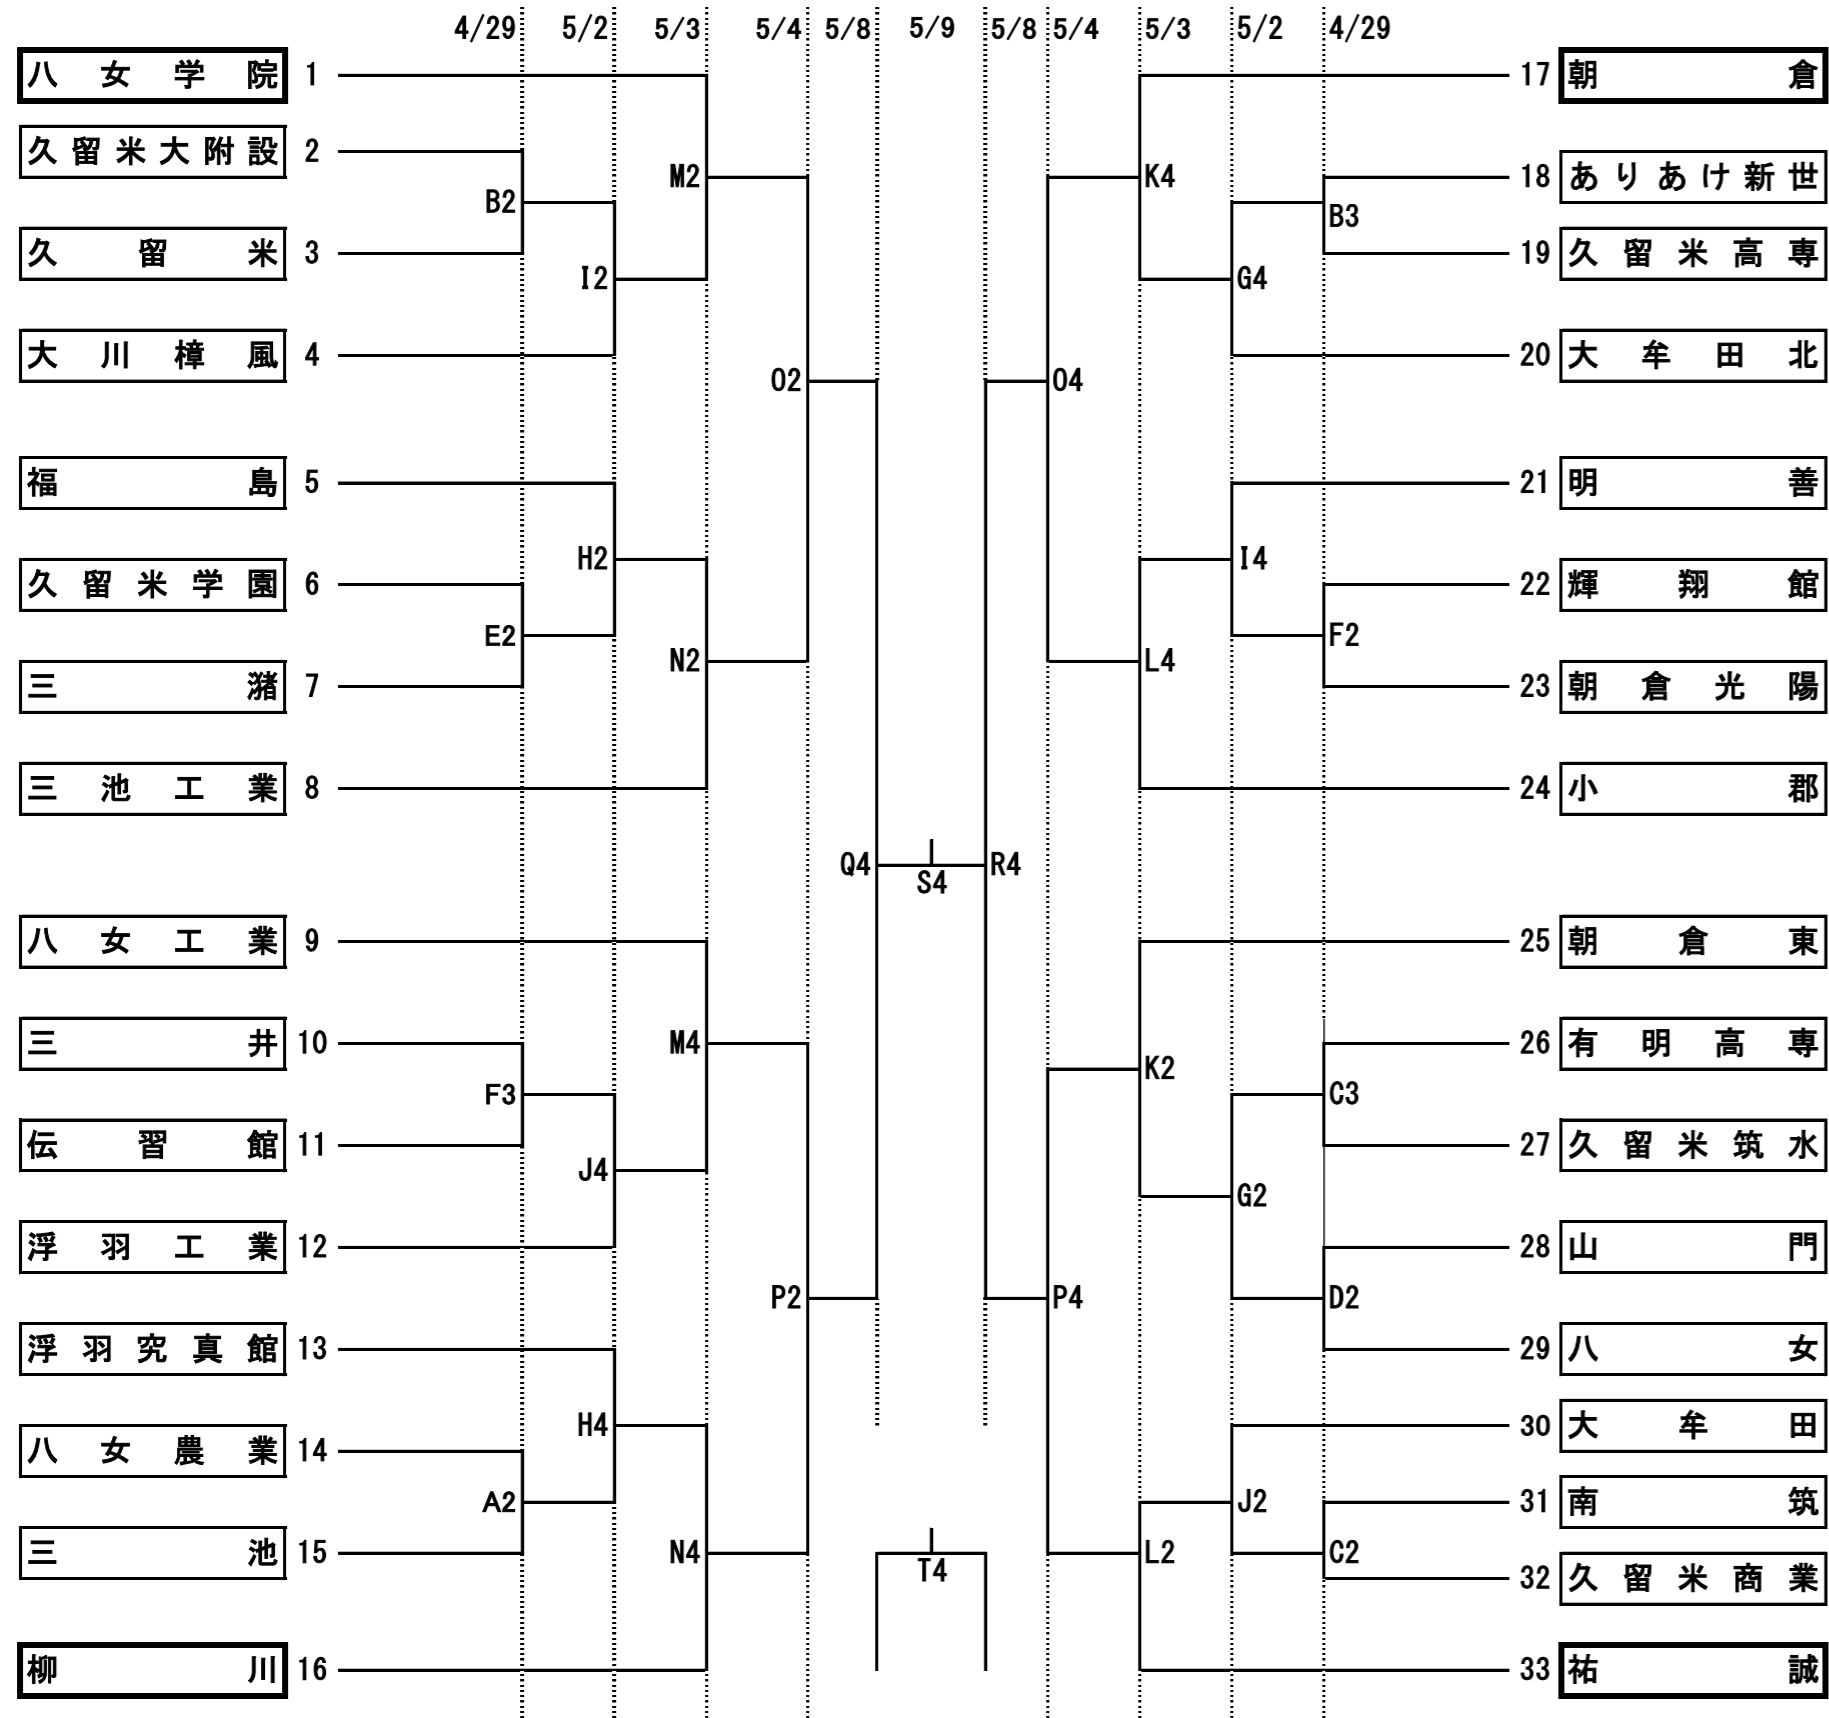 4/29 5/2 5/3 5/4 5/8 5/9 5/8 5/4 5/3 5/2 4/29
八女学院 1 17 朝倉
久留米大附設 2 18 ありあけ新世
M2 K4
B2 B3
久留米 3 19 久留米高専
I2 G4
大川樟風 4 20 大牟田北
O2 O4
福島 5 21 明善
H2 I4
久留米学園 6 22 輝翔館
E2 F2
N2 L4
三潴 7 23 朝倉光陽
三池工業 8 24 小郡
Q4 S4 R4
八女工業 9 25 朝倉東
三井 10 M4 26 有明高専
K2
F3 C3
伝習館 11 27 久留米筑水
J4 G2
浮羽工業 12 28 山門
P2 P4 D2
浮羽究真館 13 29 八女
H4 30 大牟田
八女農業 14
A2 J2 31 南筑
三池 15 N4 T4 L2 C2
32 久留米商業
柳川 16 33 祐誠